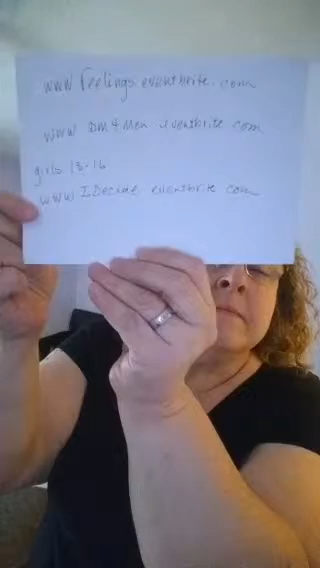 www feelings.eventbrite.com
www DM4Men eventbrite com
girls 13-16
www IDecide eventbrite com